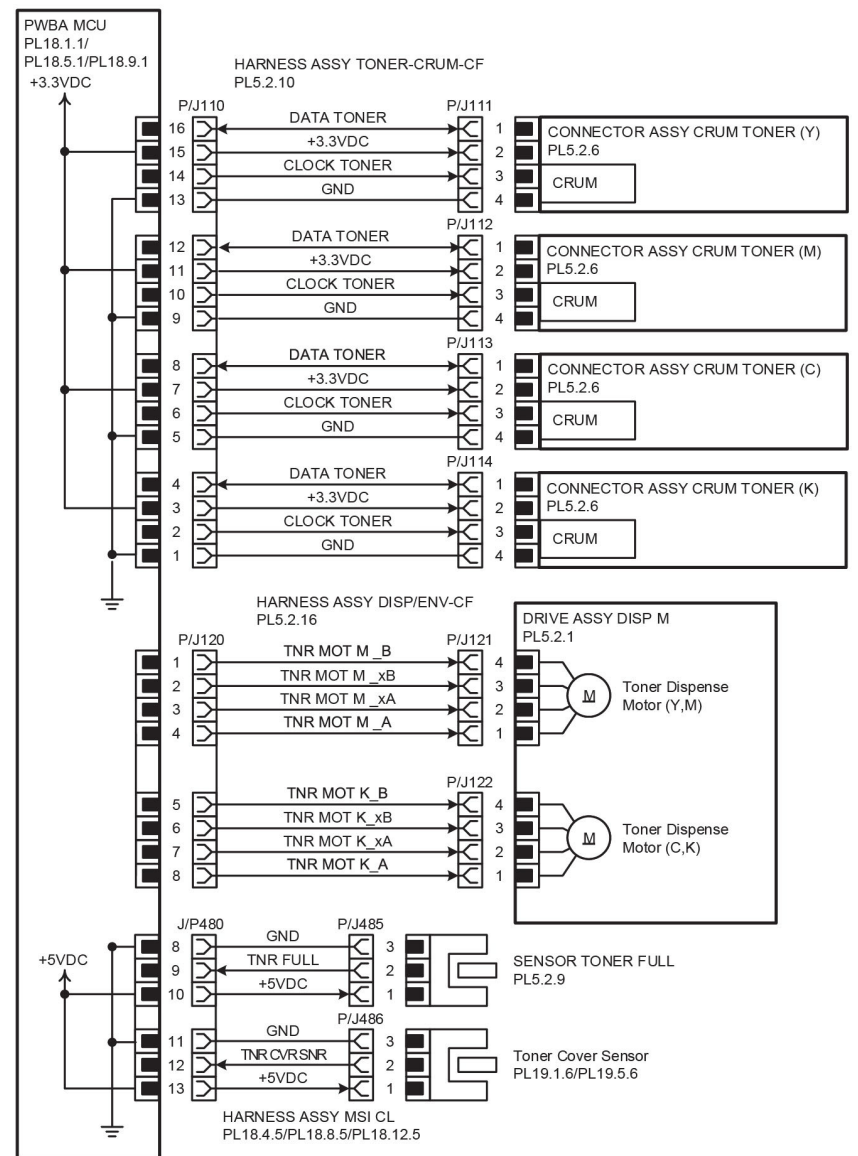 PWBA MCU
PL18.1.1/
PL18.5.1/PL18.9.1
+3.3VDC
HARNESS ASSY TONER-CRUM-CF
PL5.2.10
P/J110
P/J111
16
DATA TONER
1
15
+3.3VDC
2
14
CLOCK TONER
3
13
GND
4
CONNECTOR ASSY CRUM TONER (Y)
PL5.2.6
CRUM
P/J112
12
DATA TONER
1
11
+3.3VDC
2
10
CLOCK TONER
3
9
GND
4
CONNECTOR ASSY CRUM TONER (M)
PL5.2.6
CRUM
P/J113
8
DATA TONER
1
7
+3.3VDC
2
6
CLOCK TONER
3
5
GND
4
CONNECTOR ASSY CRUM TONER (C)
PL5.2.6
CRUM
P/J114
4
DATA TONER
1
3
+3.3VDC
2
2
CLOCK TONER
3
1
GND
4
CONNECTOR ASSY CRUM TONER (K)
PL5.2.6
CRUM
HARNESS ASSY DISP/ENV-CF
PL5.2.16
DRIVE ASSY DISP M
PL5.2.1
P/J120
P/J121
1
TNR MOT M _B
4
2
TNR MOT M _xB
3
3
TNR MOT M _xA
2
4
TNR MOT M _A
1
M
Toner Dispense
Motor (Y,M)
P/J122
5
TNR MOT K_B
4
6
TNR MOT K_xB
3
7
TNR MOT K_xA
2
8
TNR MOT K_A
1
M
Toner Dispense
Motor (C,K)
+5VDC
J/P480
P/J485
8
GND
3
9
TNR FULL
2
10
+5VDC
1
SENSOR TONER FULL
PL5.2.9
P/J486
11
GND
3
12
TNR CVR SNR
2
13
+5VDC
1
Toner Cover Sensor
PL19.1.6/PL19.5.6
HARNESS ASSY MSI CL
PL18.4.5/PL18.8.5/PL18.12.5